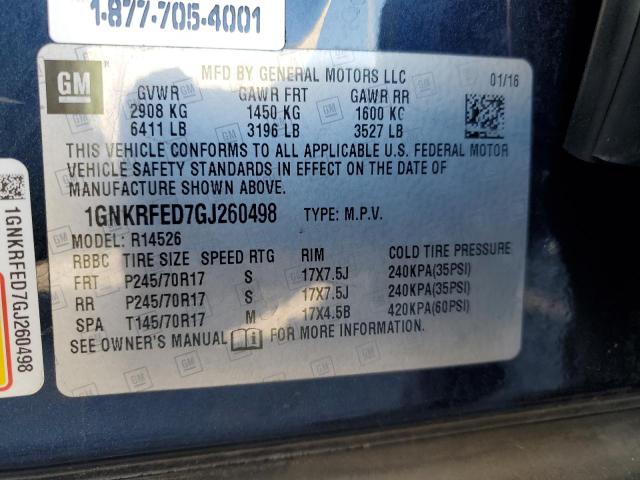 1-877-705-4001
GM
MFD BY GENERAL MOTORS LLC 01/16
GVWR GAWR FRT GAWR RR
2908 KG 1450 KG 1600 KG
6411 LB 3196 LB 3527 LB
THIS VEHICLE CONFORMS TO ALL APPLICABLE U.S. FEDERAL MOTOR
VEHICLE SAFETY STANDARDS IN EFFECT ON THE DATE OF
MANUFACTURE SHOWN ABOVE.
1GNKRFED7GJ260498 TYPE: M.P.V.
MODEL: R14526
RBBC TIRE SIZE SPEED RTG RIM COLD TIRE PRESSURE
FRT P245/70R17 S 17X7.5J 240KPA(35PSI)
RR P245/70R17 S 17X7.5J 240KPA(35PSI)
SPA T145/70R17 M 17X4.5B 420KPA(60PSI)
SEE OWNER'S MANUAL FOR MORE INFORMATION.
1GNKRFED7GJ260498